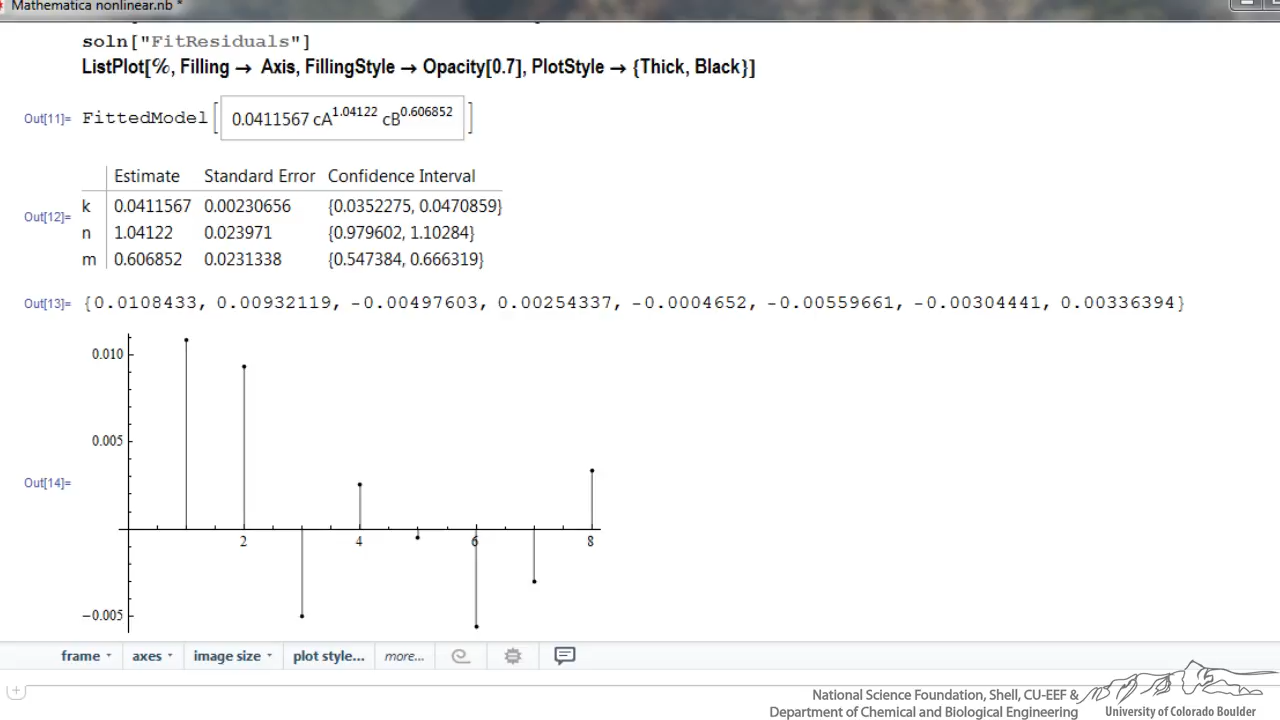 Mathematica nonlinear.nb *
soln["FitResiduals"]
ListPlot[%, Filling → Axis, FillingStyle → Opacity[0.7], PlotStyle → {Thick, Black}]
Out[11]= FittedModel[ 0.0411567 cA^1.04122 cB^0.606852 ]
Estimate Standard Error Confidence Interval
k 0.0411567 0.00230656 {0.0352275, 0.0470859}
Out[12]=
n 1.04122 0.023971 {0.979602, 1.10284}
m 0.606852 0.0231338 {0.547384, 0.666319}
Out[13]= {0.0108433, 0.00932119, -0.00497603, 0.00254337, -0.0004652, -0.00559661, -0.00304441, 0.00336394}
0.010
0.005
Out[14]=
2 4 6 8
−0.005
frame axes image size plot style... more...
National Science Foundation, Shell, CU-EEF &
Department of Chemical and Biological Engineering
University of Colorado Boulder